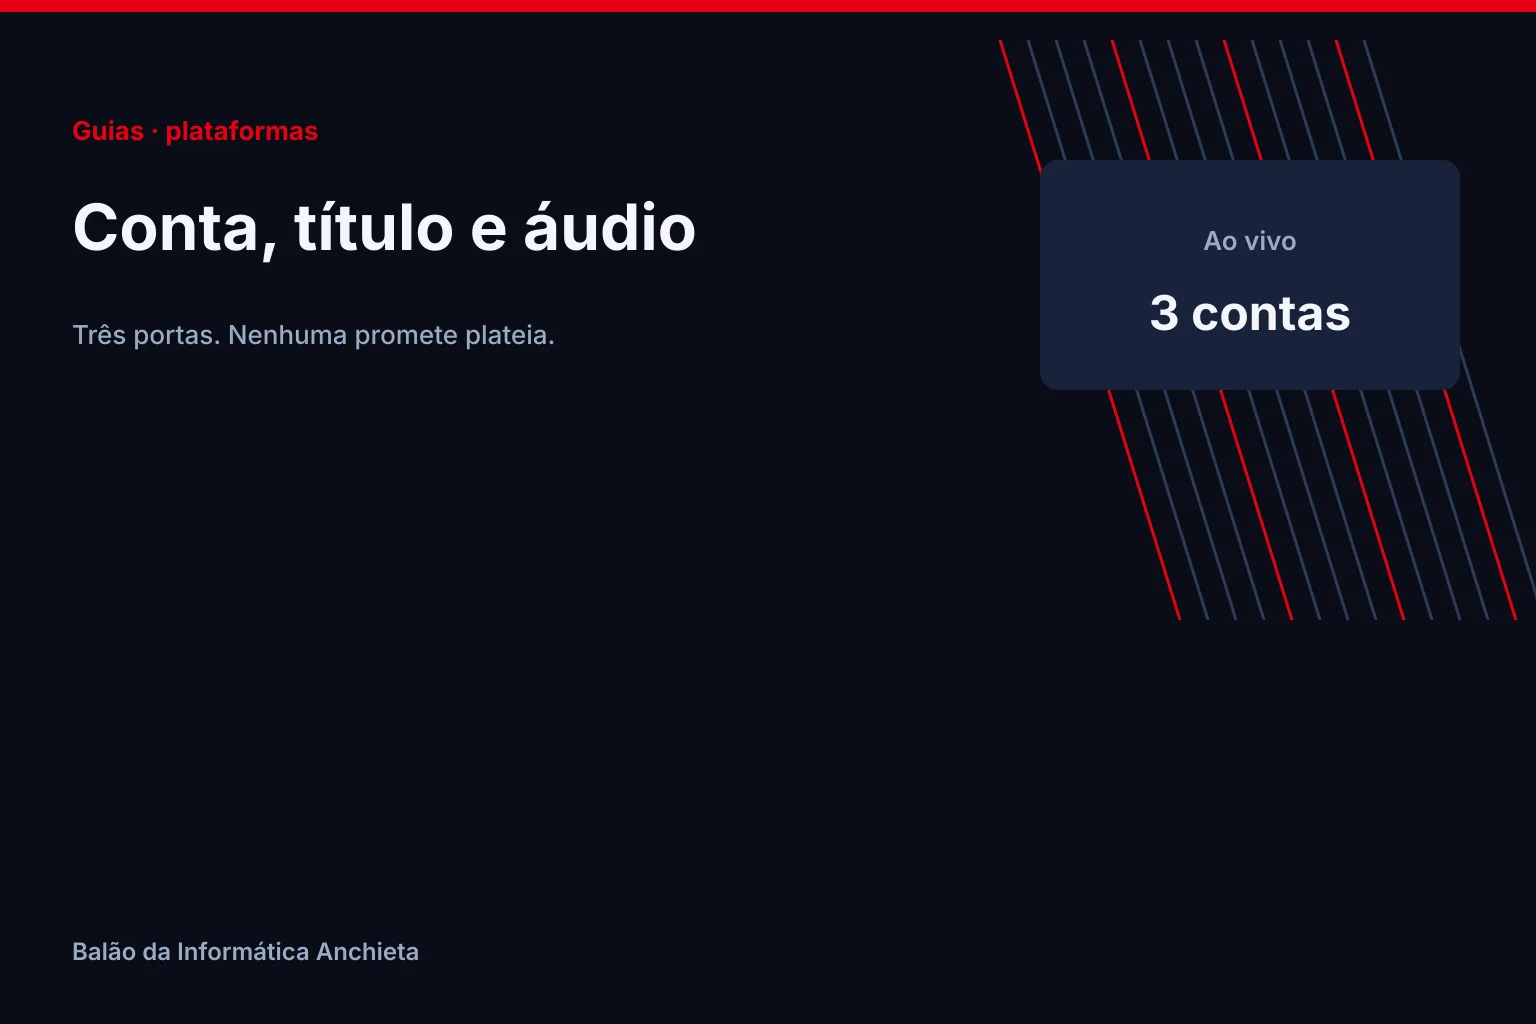 Guias · plataformas
Conta, título e áudio
Três portas. Nenhuma promete plateia.
Ao vivo
3 contas
Balão da Informática Anchieta